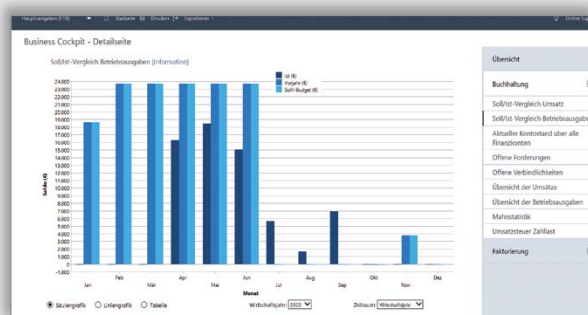 Hauptnavigation (F10) Startseite Drucken Exportieren
Online Sup
Business Cockpit - Detailseite
Soll/Ist-Vergleich Betriebsausgaben (Information)
Ist (€)
Vorjahr (€)
Soll=Budget (€)
24.000
23.000
22.000
21.000
20.000
19.000
18.000
17.000
16.000
15.000
14.000
13.000
12.000
11.000
10.000
9.000
8.000
7.000
6.000
5.000
4.000
3.000
2.000
1.000
0
-1.000
Saldo (€)
Jan Feb Mär Apr Mai Jun Jul Aug Sep Okt Nov Dez
Monat
Säulengrafik Liniengrafik Tabelle Wirtschaftsjahr: 2022 Zeitraum: Wirtschaftsjahr
Übersicht
Buchhaltung
Soll/Ist-Vergleich Umsatz
Soll/Ist-Vergleich Betriebsausgabe
Aktueller Kontostand über alle
Finanzkonten
Offene Forderungen
Offene Verbindlichkeiten
Übersicht der Umsätze
Übersicht der Betriebsausgaben
Mahnstatistik
Umsatzsteuer Zahllast
Fakturierung